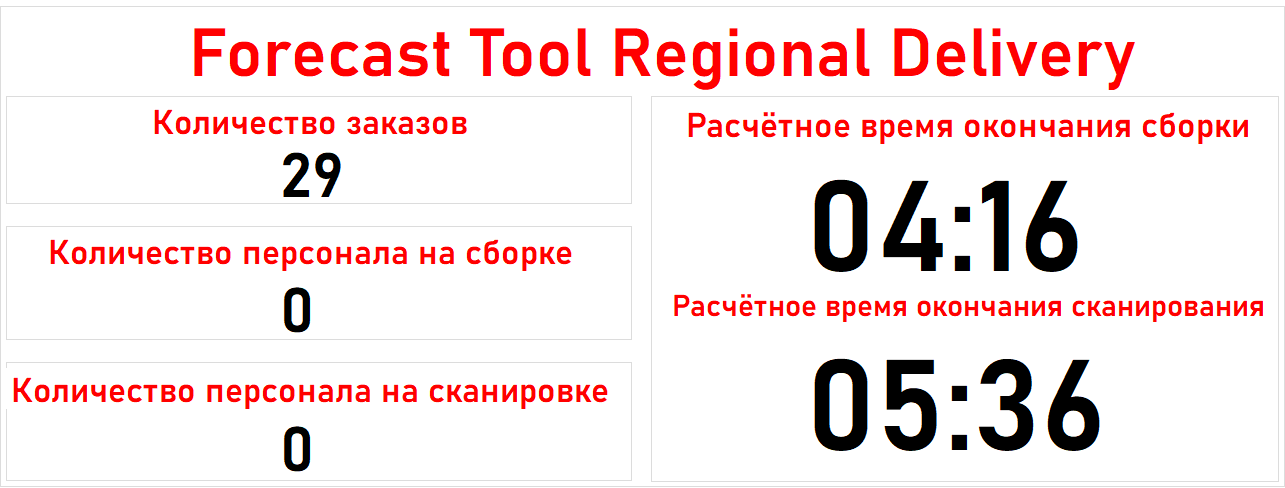 Forecast Tool Regional Delivery
Количество заказов
29
Количество персонала на сборке
0
Количество персонала на сканировке
0
Расчётное время окончания сборки
04:16
Расчётное время окончания сканирования
05:36